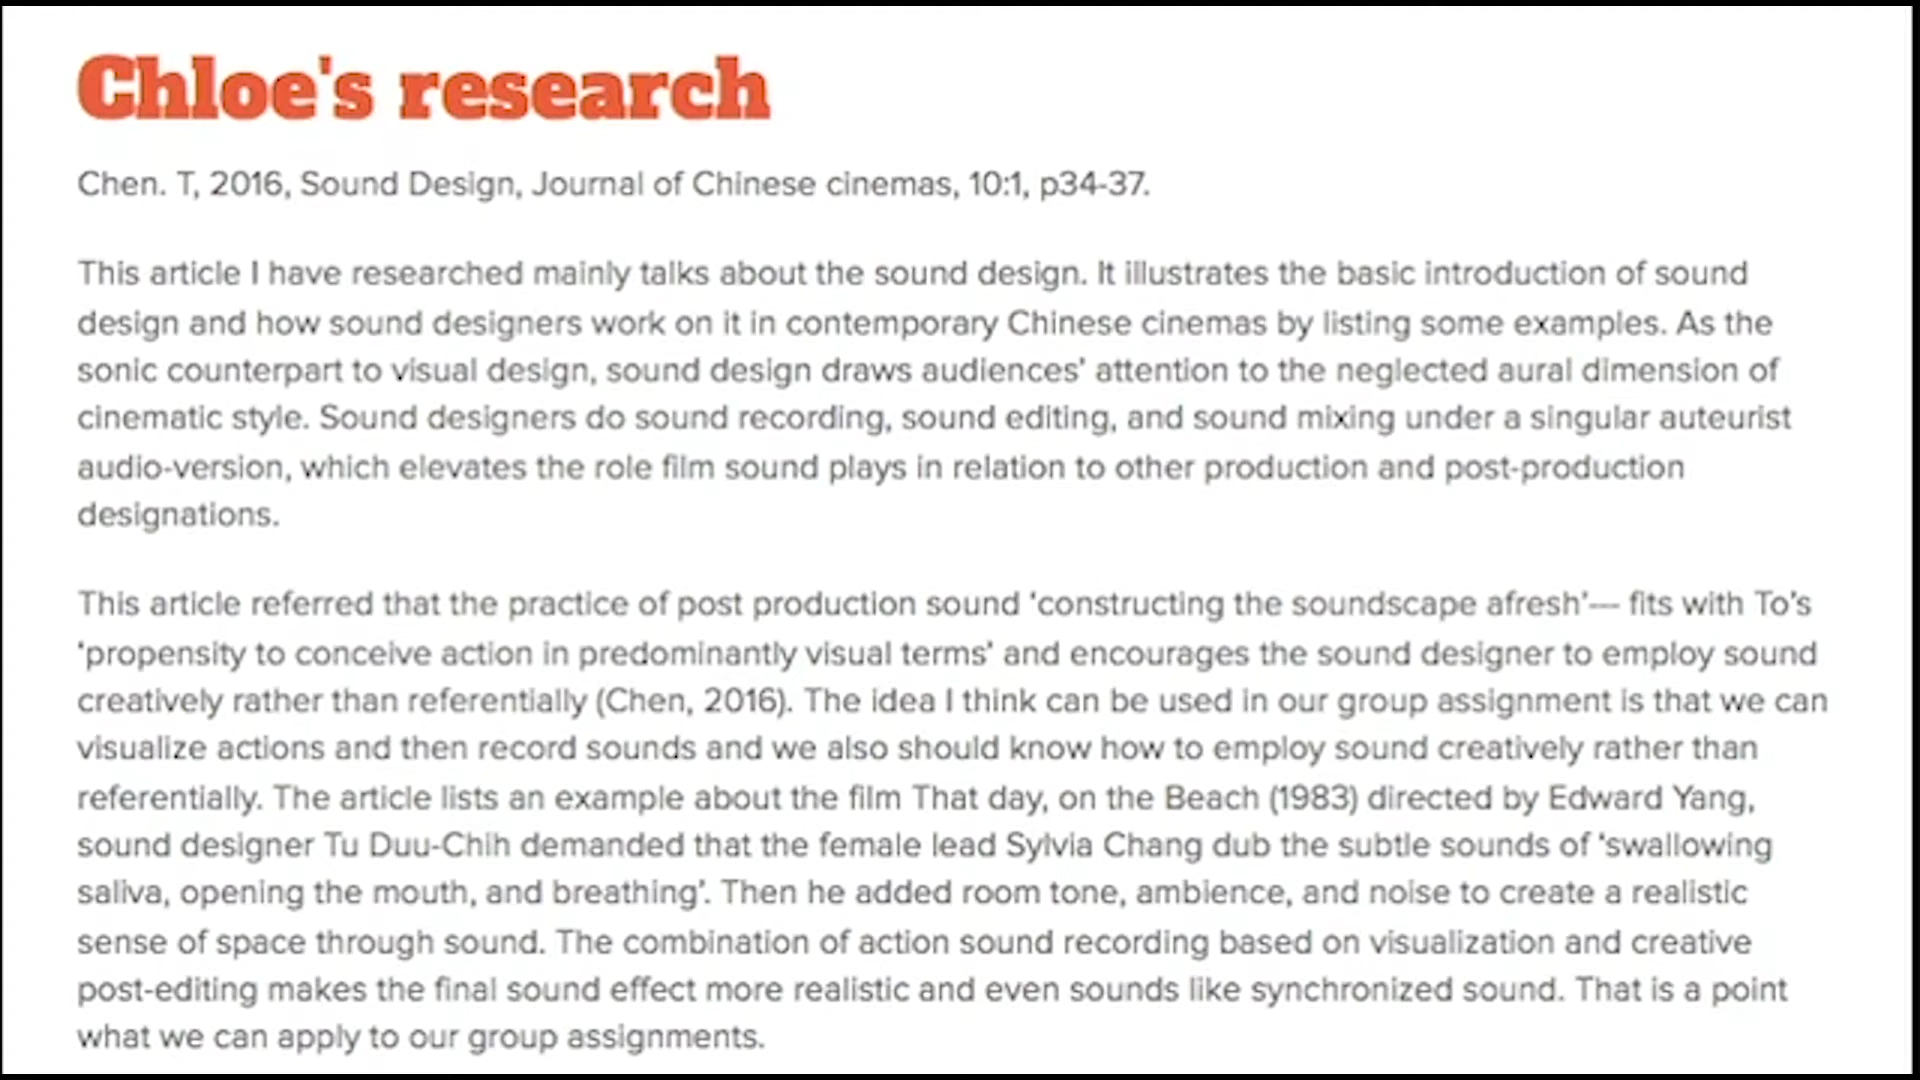 Chloe's research
Chen. T, 2016, Sound Design, Journal of Chinese cinemas, 10:1, p34-37.
This article I have researched mainly talks about the sound design. It illustrates the basic introduction of sound
design and how sound designers work on it in contemporary Chinese cinemas by listing some examples. As the
sonic counterpart to visual design, sound design draws audiences’ attention to the neglected aural dimension of
cinematic style. Sound designers do sound recording, sound editing, and sound mixing under a singular auteurist
audio-version, which elevates the role film sound plays in relation to other production and post-production
designations.
This article referred that the practice of post production sound ‘constructing the soundscape afresh’— fits with To’s
‘propensity to conceive action in predominantly visual terms’ and encourages the sound designer to employ sound
creatively rather than referentially (Chen, 2016). The idea I think can be used in our group assignment is that we can
visualize actions and then record sounds and we also should know how to employ sound creatively rather than
referentially. The article lists an example about the film That day, on the Beach (1983) directed by Edward Yang,
sound designer Tu Duu-Chih demanded that the female lead Sylvia Chang dub the subtle sounds of ‘swallowing
saliva, opening the mouth, and breathing’. Then he added room tone, ambience, and noise to create a realistic
sense of space through sound. The combination of action sound recording based on visualization and creative
post-editing makes the final sound effect more realistic and even sounds like synchronized sound. That is a point
what we can apply to our group assignments.